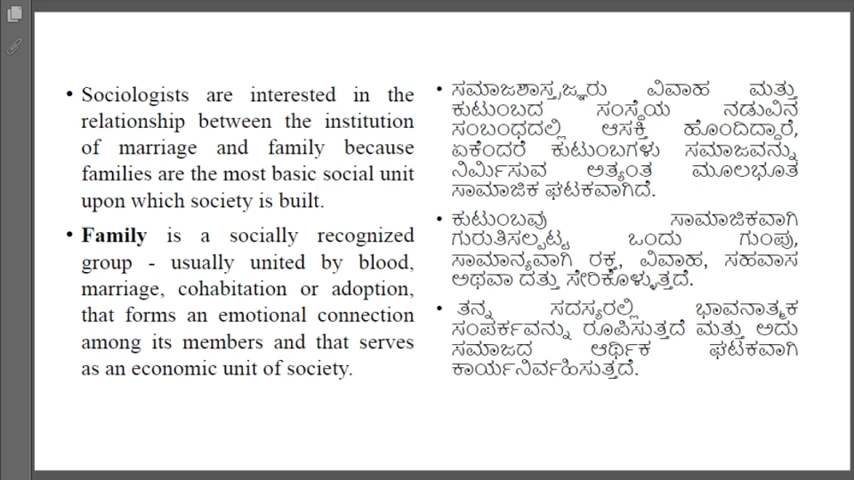 • Sociologists are interested in the
relationship between the institution
of marriage and family because
families are the most basic social unit
upon which society is built.
• Family is a socially recognized
group - usually united by blood,
marriage, cohabitation or adoption,
that forms an emotional connection
among its members and that serves
as an economic unit of society.
• ಸಮಾಜಶಾಸ್ತ್ರಜ್ಞರು ವಿವಾಹ ಮತ್ತು
ಕುಟುಂಬದ ಸಂಸ್ಥೆಯ ನಡುವಿನ
ಸಂಬಂಧದಲ್ಲಿ ಆಸಕ್ತಿ ಹೊಂದಿದ್ದಾರೆ,
ಏಕೆಂದರೆ ಕುಟುಂಬಗಳು ಸಮಾಜವನ್ನು
ನಿರ್ಮಿಸುವ ಅತ್ಯಂತ ಮೂಲಭೂತ
ಸಾಮಾಜಿಕ ಘಟಕವಾಗಿದೆ.
• ಕುಟುಂಬವು ಸಾಮಾಜಿಕವಾಗಿ
ಗುರುತಿಸಲ್ಪಟ್ಟ ಒಂದು ಗುಂಪು,
ಸಾಮಾನ್ಯವಾಗಿ ರಕ್ತ, ವಿವಾಹ, ಸಹವಾಸ
ಅಥವಾ ದತ್ತು ಸೇರಿಕೊಳ್ಳುತ್ತದೆ.
• ತನ್ನ ಸದಸ್ಯರಲ್ಲಿ ಭಾವನಾತ್ಮಕ
ಸಂಪರ್ಕವನ್ನು ರೂಪಿಸುತ್ತದೆ ಮತ್ತು ಅದು
ಸಮಾಜದ ಆರ್ಥಿಕ ಘಟಕವಾಗಿ
ಕಾರ್ಯನಿರ್ವಹಿಸುತ್ತದೆ.